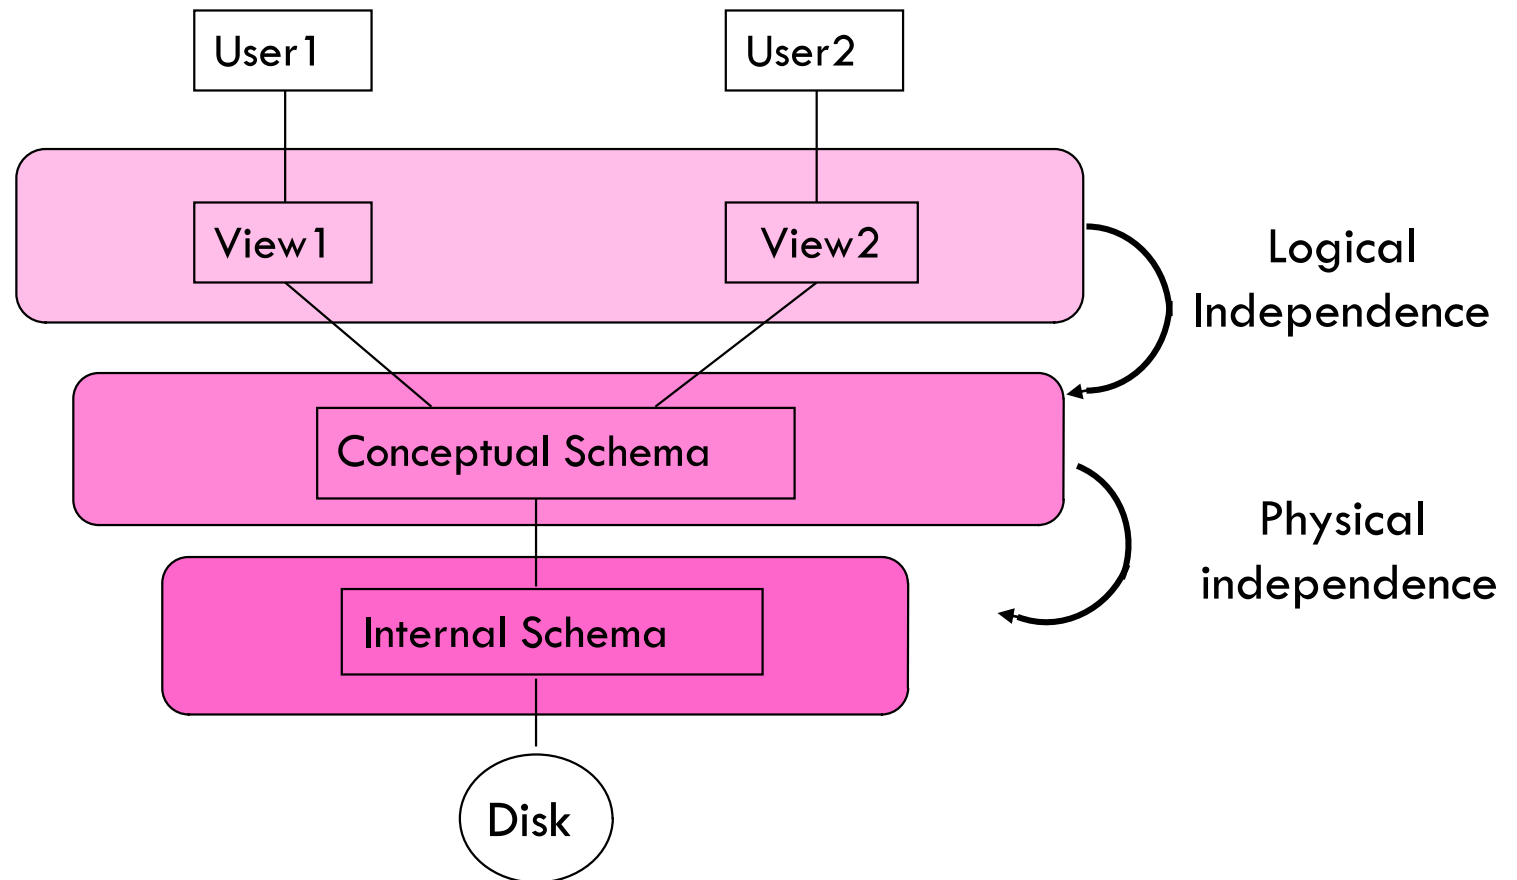 User1
User2
View1
View2
Logical
Independence
Conceptual Schema
Physical
independence
Internal Schema
Disk